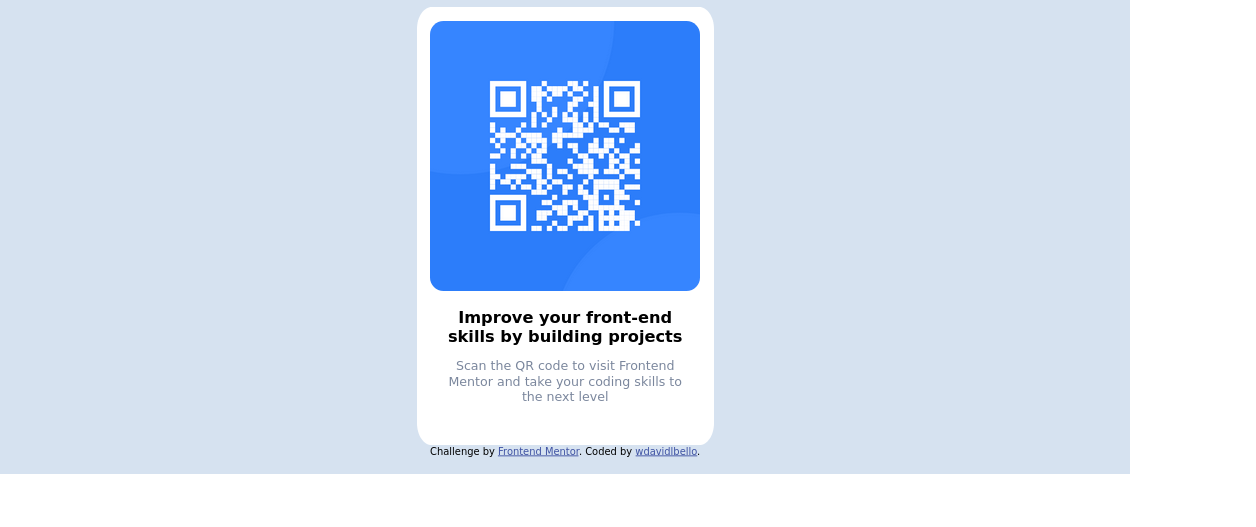 Improve your front-end
skills by building projects
Scan the QR code to visit Frontend
Mentor and take your coding skills to
the next level
Challenge by Frontend Mentor. Coded by wdavidlbello.